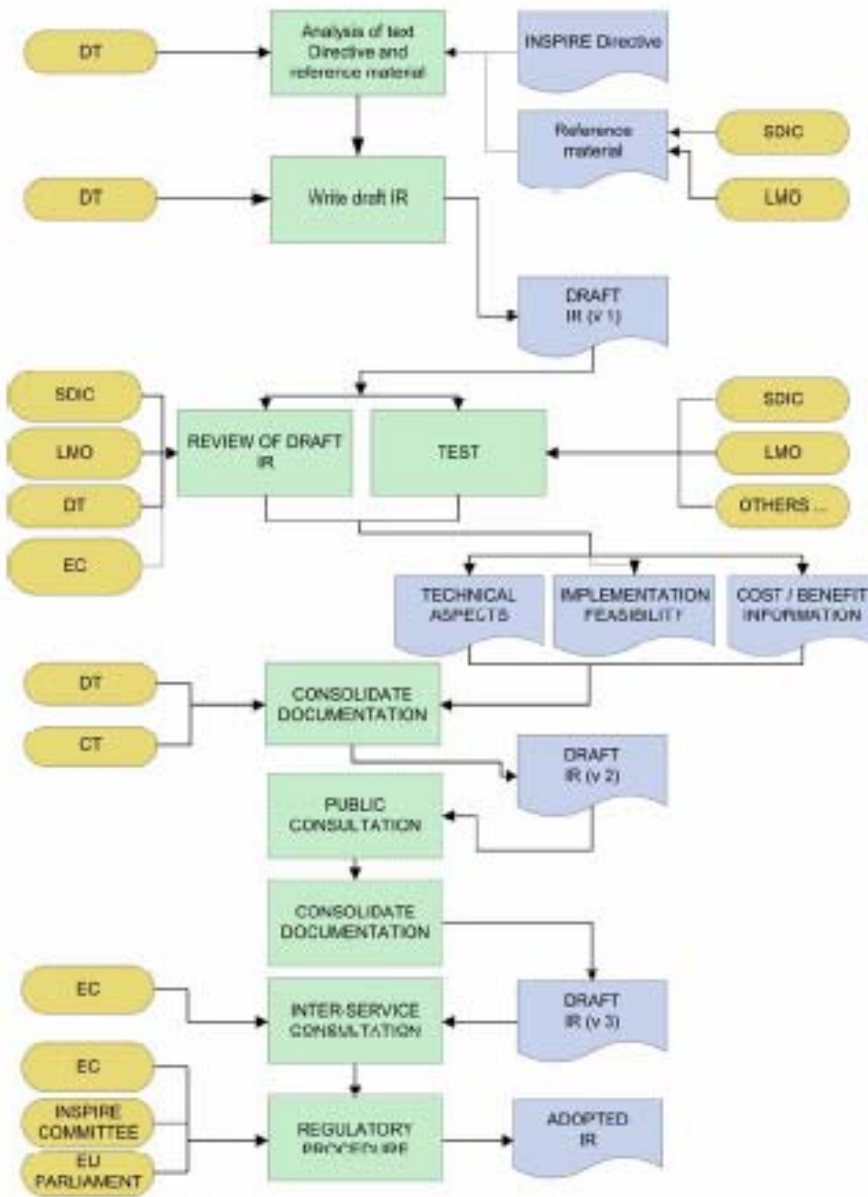 DT
Analysis of text
Directive and
reference material
INSPIRE Directive
Reference
material
SDIC
LMO
DT
Write draft IR
DRAFT
IR (v 1)
SDIC
LMO
DT
EC
REVIEW OF DRAFT
IR
TEST
SDIC
LMO
OTHERS ...
TECHNICAL
ASPECTS
IMPLEMENTATION
FEASIBILITY
COST / BENEFIT
INFORMATION
DT
CT
CONSOLIDATE
DOCUMENTATION
DRAFT
IR (v 2)
PUBLIC
CONSULTATION
CONSOLIDATE
DOCUMENTATION
EC
INTER-SERVICE
CONSULTATION
DRAFT
IR (v 3)
EC
INSPIRE
COMMITTEE
EU
PARLIAMENT
REGULATORY
PROCEDURE
ADOPTED
IR